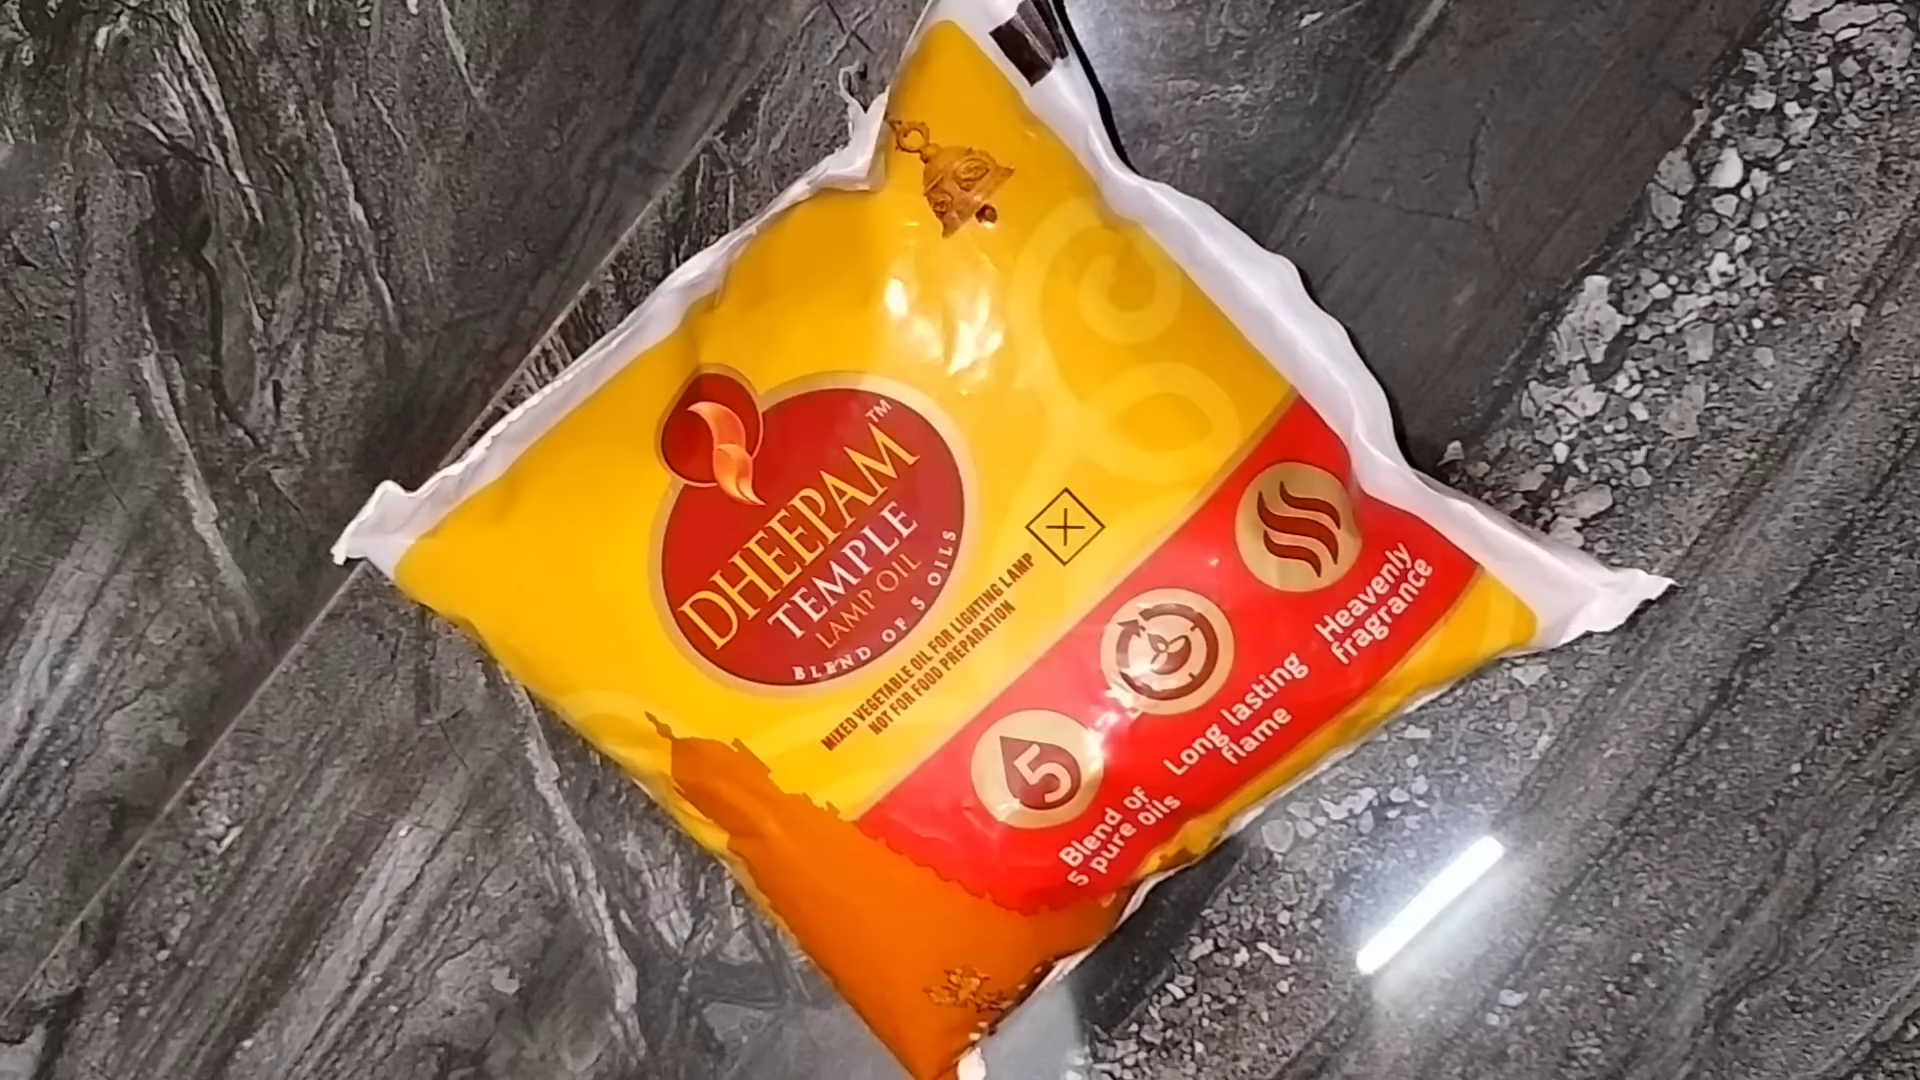 DHEEPAM™
TEMPLE
LAMP OIL
BLEND OF 5 OILS
MIXED VEGETABLE OIL FOR LIGHTING LAMP
NOT FOR FOOD PREPARATION
5
Blend of
5 pure oils
Long lasting
flame
Heavenly
fragrance